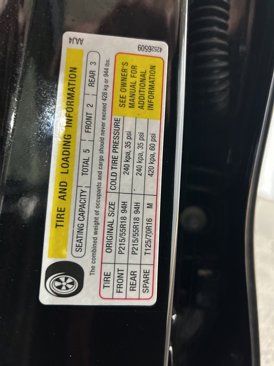 AAJ4
42526509
TIRE AND LOADING INFORMATION
SEATING CAPACITY TOTAL 5 FRONT 2 REAR 3
The combined weight of occupants and cargo should never exceed 428 kg or 944 lbs.
TIRE ORIGINAL SIZE COLD TIRE PRESSURE
FRONT P215/55R18 94H 240 kpa, 35 psi
REAR P215/55R18 94H 240 kpa, 35 psi
SPARE T125/70R16 M 420 kpa, 60 psi
SEE OWNER'S
MANUAL FOR
ADDITIONAL
INFORMATION